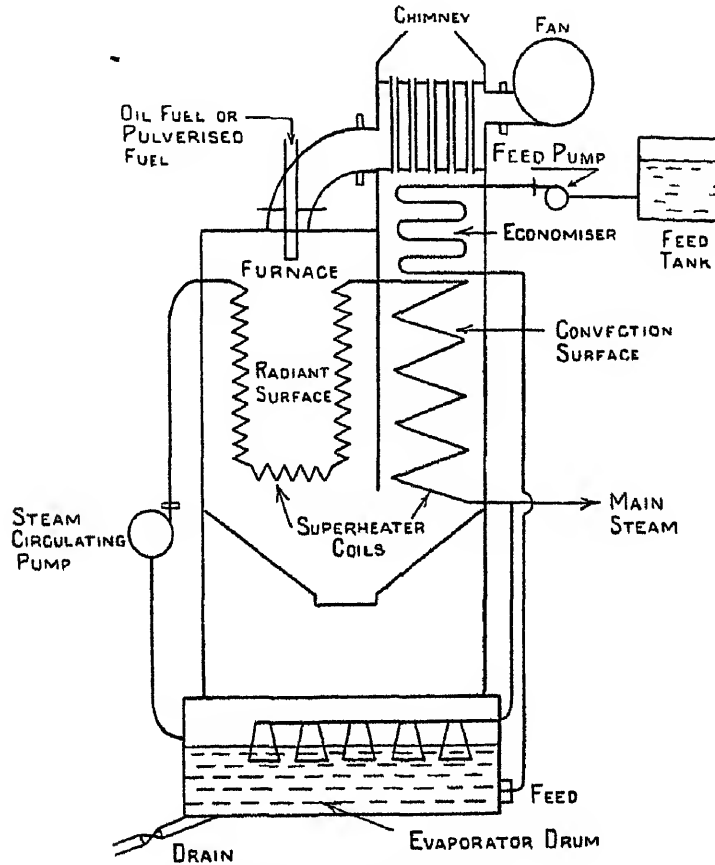 CHIMNEY
FAN
OIL FUEL OR
PULVERISED
FUEL
FEED PUMP
ECONOMISER
FEED
TANK
FURNACE
CONVECTION
SURFACE
RADIANT
SURFACE
STEAM
CIRCULATING
PUMP
SUPERHEATER
COILS
MAIN
STEAM
FEED
EVAPORATOR DRUM
DRAIN